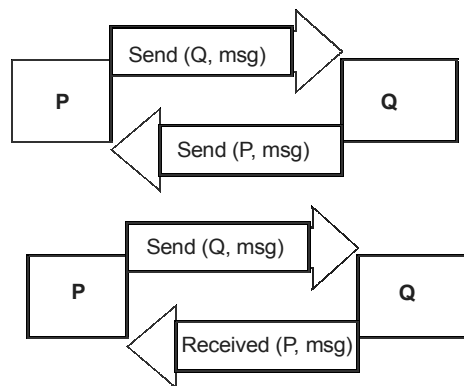 Send (Q, msg)
P
Q
Send (P, msg)
Send (Q, msg)
P
Q
Received (P, msg)